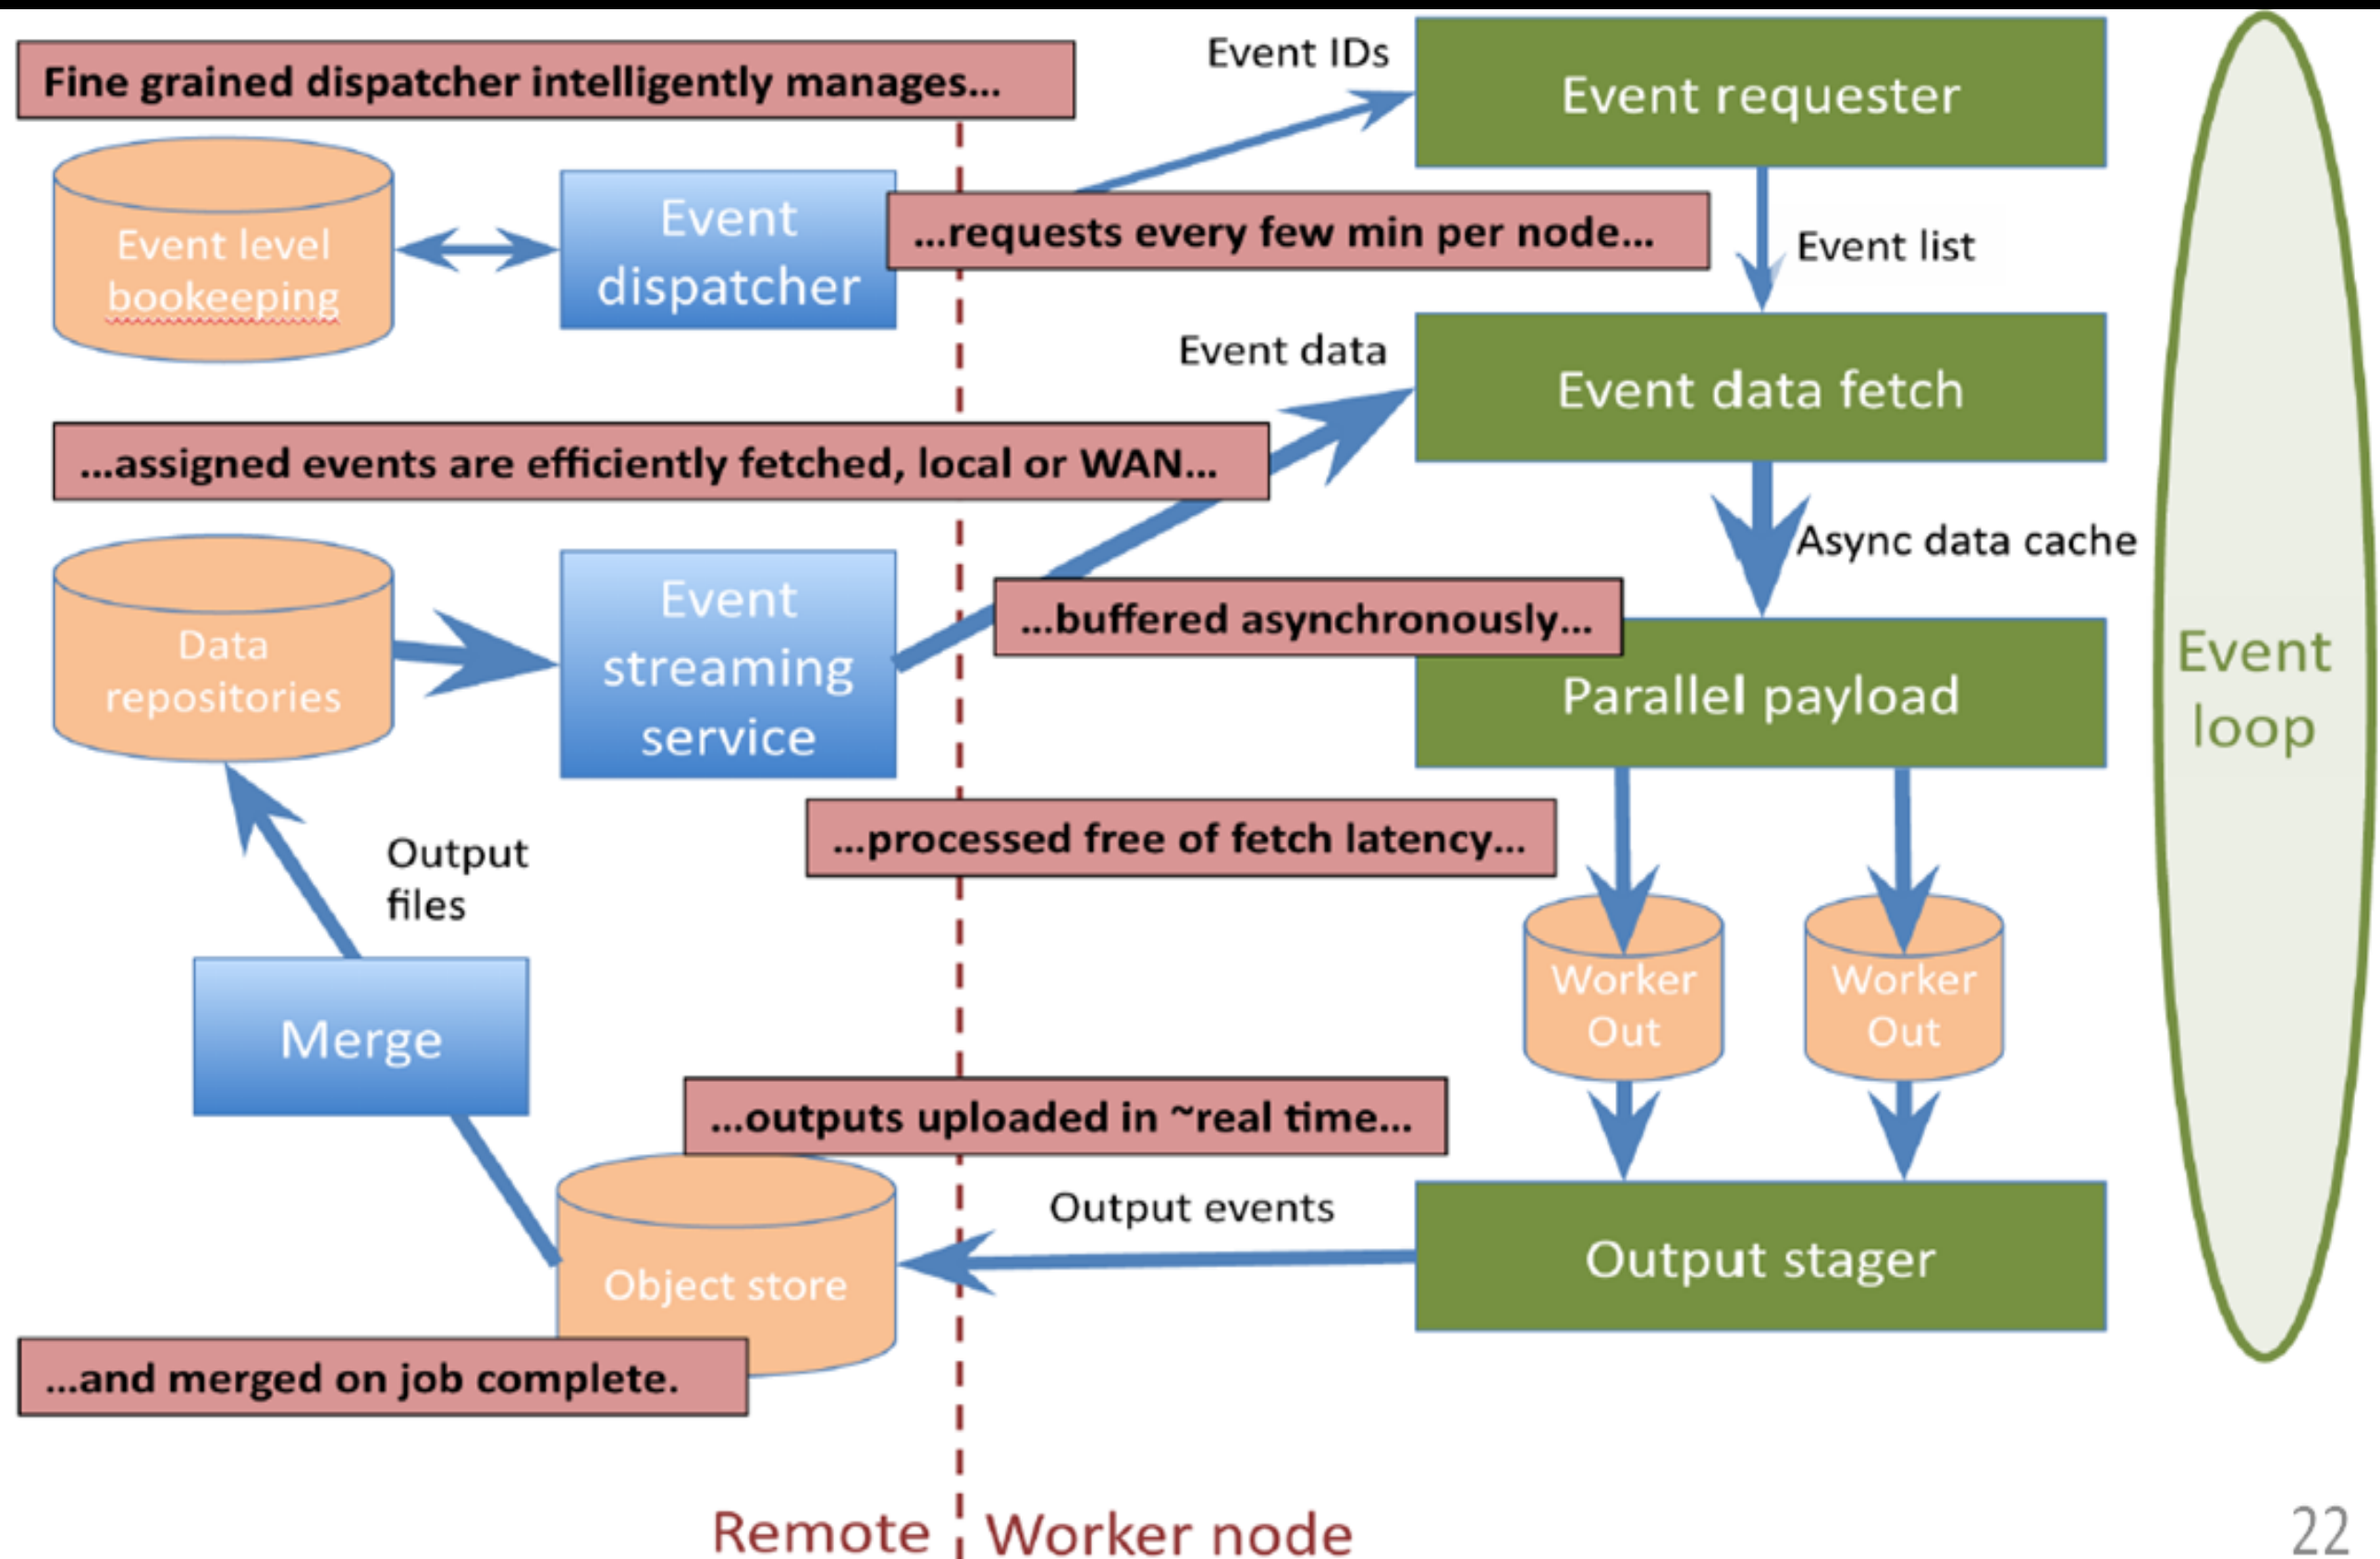 Fine grained dispatcher intelligently manages...
Event IDs
Event requester
Event level
bookeeping
Event
dispatcher
...requests every few min per node...
Event list
Event data
Event data fetch
...assigned events are efficiently fetched, local or WAN...
Async data cache
Data
repositories
Event
streaming
service
...buffered asynchronously...
Parallel payload
Event
loop
...processed free of fetch latency...
Output
files
Worker
Out
Worker
Out
Merge
...outputs uploaded in ~real time...
Output events
Object store
Output stager
...and merged on job complete.
Remote
Worker node
22